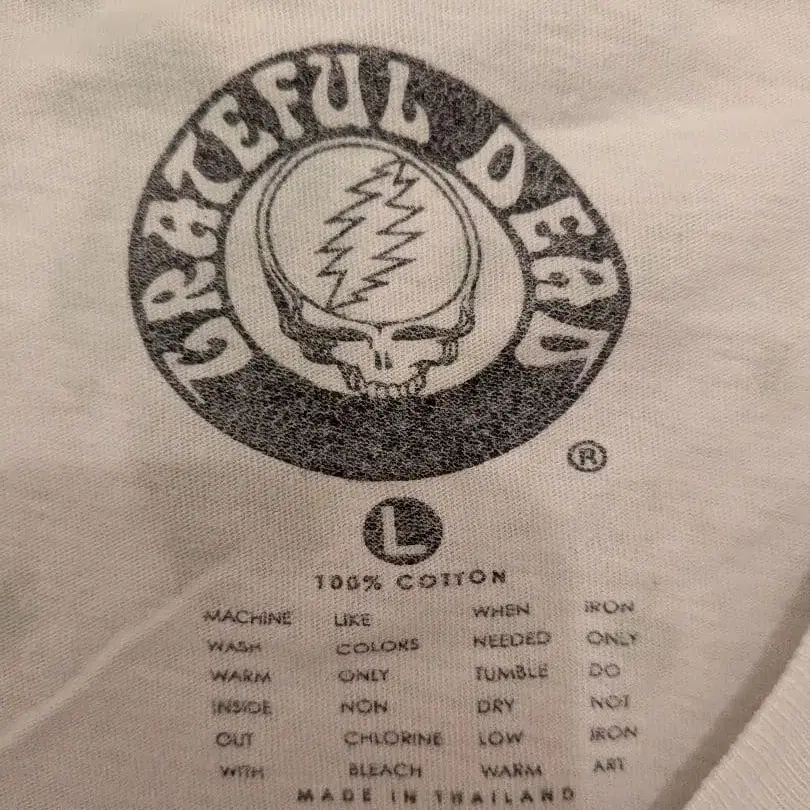 GRATEFUL DEAD
®
L
100% COTTON
MACHINE LIKE WHEN IRON
WASH COLORS NEEDED ONLY
WARM ONLY TUMBLE DO
INSIDE NON DRY NOT
OUT CHLORINE LOW IRON
WITH BLEACH WARM ART
MADE IN THAILAND